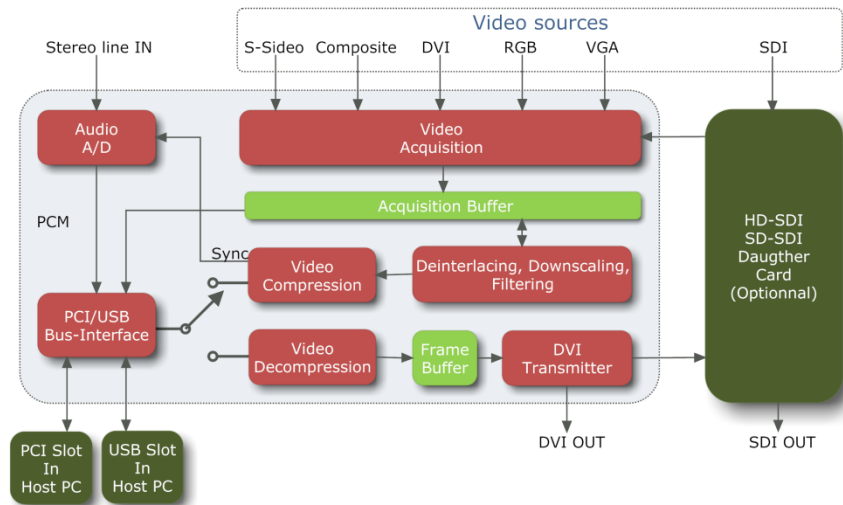 Video sources
Stereo line IN
S-Sideo
Composite
DVI
RGB
VGA
SDI
Audio
A/D
Video
Acquisition
Acquisition Buffer
PCM
Sync
Video
Compression
Deinterlacing, Downscaling,
Filtering
HD-SDI
SD-SDI
Daugther
Card
(Optionnal)
PCI/USB
Bus-Interface
Video
Decompression
Frame
Buffer
DVI
Transmitter
DVI OUT
SDI OUT
PCI Slot
In
Host PC
USB Slot
In
Host PC